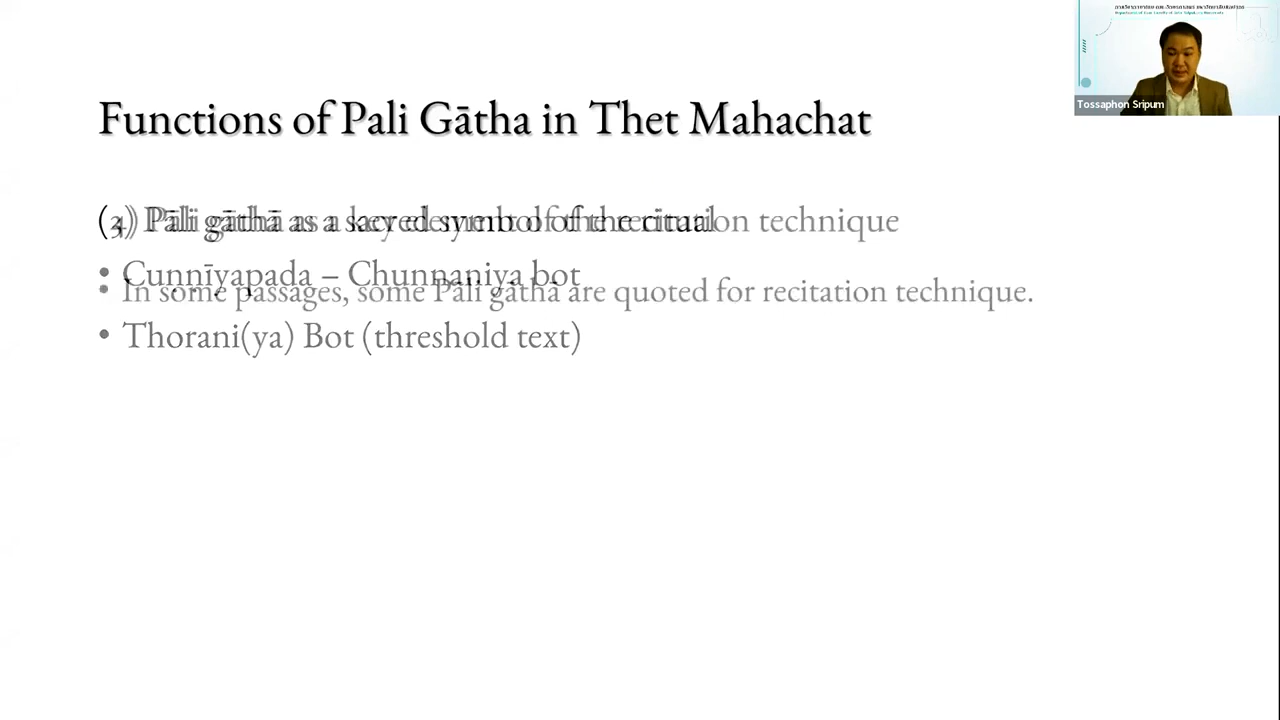 Tossaphon Sripum
Functions of Pali Gātha in Thet Mahachat
Pāli gāthā as a sacred symbol of the ritual
• Cuṇṇīyapada – Chunnaniya bot
• In some passages, some Pāli gāthā are quoted for recitation technique.
• Thorani(ya) Bot (threshold text)